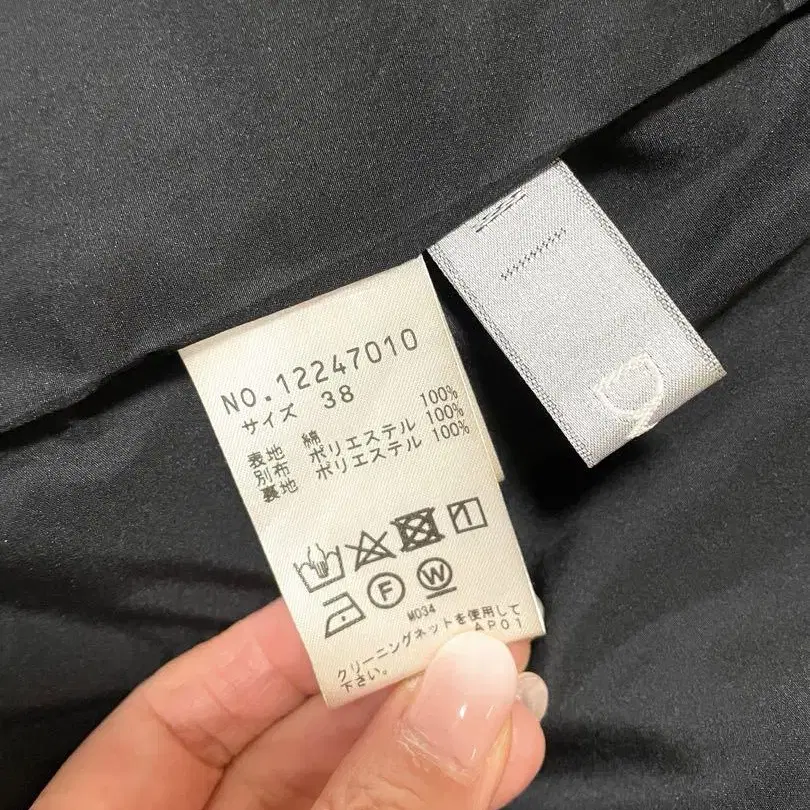 NO.12247010
サイズ 38
表地 綿 100%
別布 ポリエステル 100%
裏地 ポリエステル 100%
F W
M034
クリーニングネットを使用して
下さい。 AP01